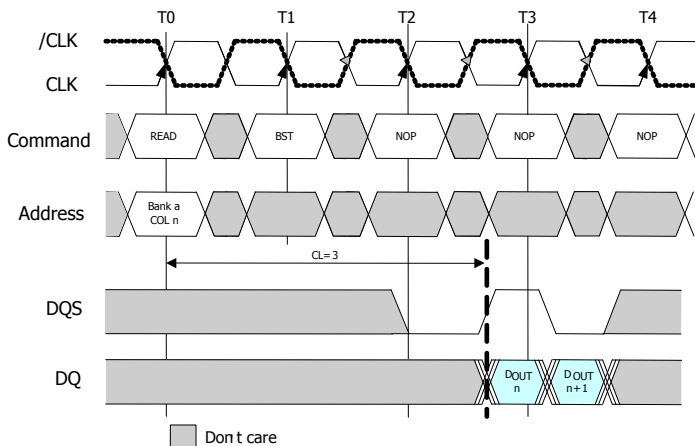 T0 T1 T2 T3 T4
/CLK
CLK
Command READ BST NOP NOP NOP
Address Bank a
COL n
CL=3
DQS
DQ DOUT
n DOUT
n+1
Don't care